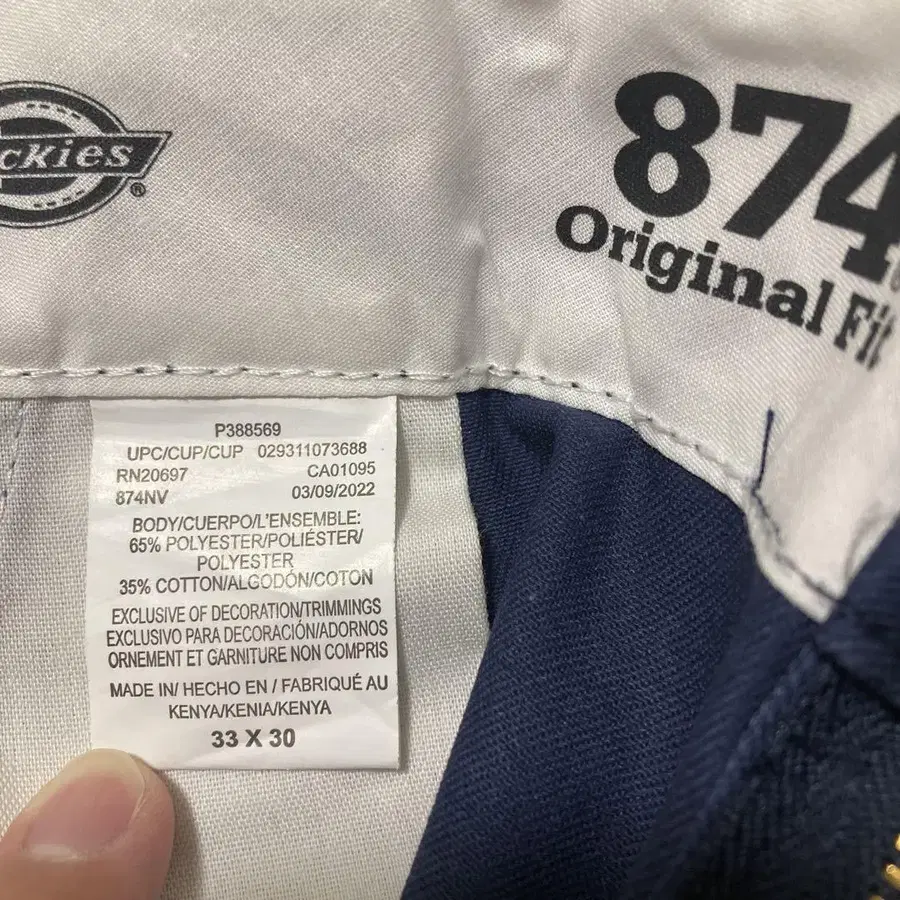 ckies
®
874
Original Fit
P388569
UPC/CUP/CUP 029311073688
RN20697 CA01095
874NV 03/09/2022
BODY/CUERPO/L'ENSEMBLE:
65% POLYESTER/POLIÉSTER/
POLYESTER
35% COTTON/ALGODÓN/COTON
EXCLUSIVE OF DECORATION/TRIMMINGS
EXCLUSIVO PARA DECORACIÓN/ADORNOS
ORNEMENT ET GARNITURE NON COMPRIS
MADE IN/ HECHO EN / FABRIQUÉ AU
KENYA/KENIA/KENYA
33 X 30